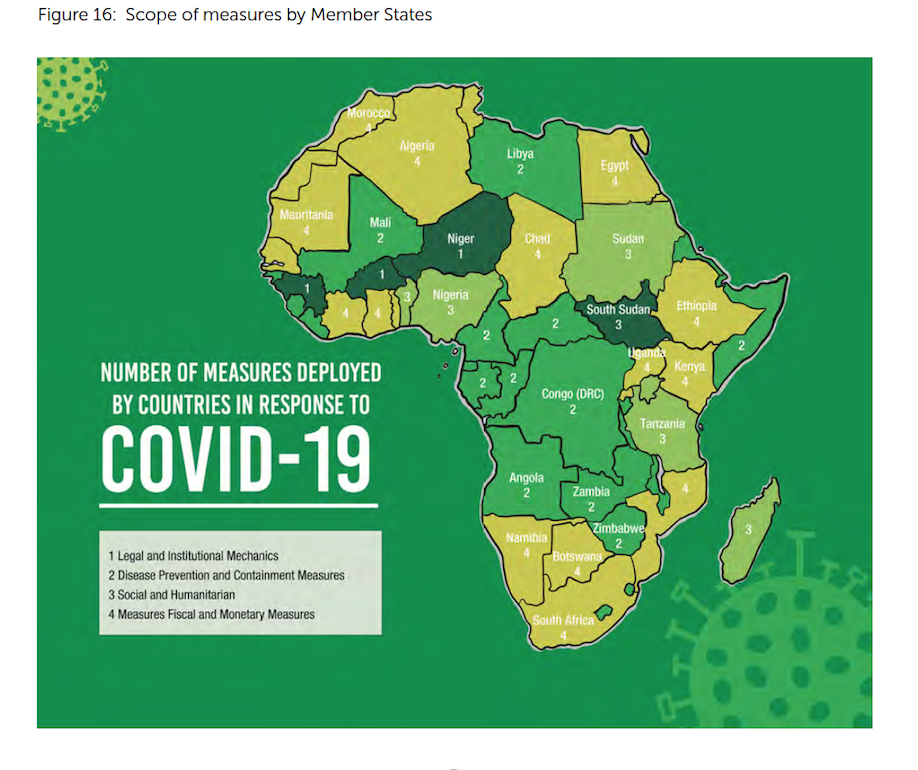 Figure 16: Scope of measures by Member States
Morocco
4
Algeria
4
Libya
2
Egypt
4
Mauritania
4
Mali
2
Niger
1
Chad
4
Sudan
3
1
1
4
4
3
Nigeria
3
2
2
South Sudan
3
Ethiopia
4
2
Uganda
4
Kenya
4
2
2
Congo (DRC)
2
Tanzania
3
Angola
2
Zambia
2
4
3
Zimbabwe
2
Namibia
4
Botswana
4
South Africa
4
NUMBER OF MEASURES DEPLOYED
BY COUNTRIES IN RESPONSE TO
COVID-19
1 Legal and Institutional Mechanics
2 Disease Prevention and Containment Measures
3 Social and Humanitarian
4 Measures Fiscal and Monetary Measures